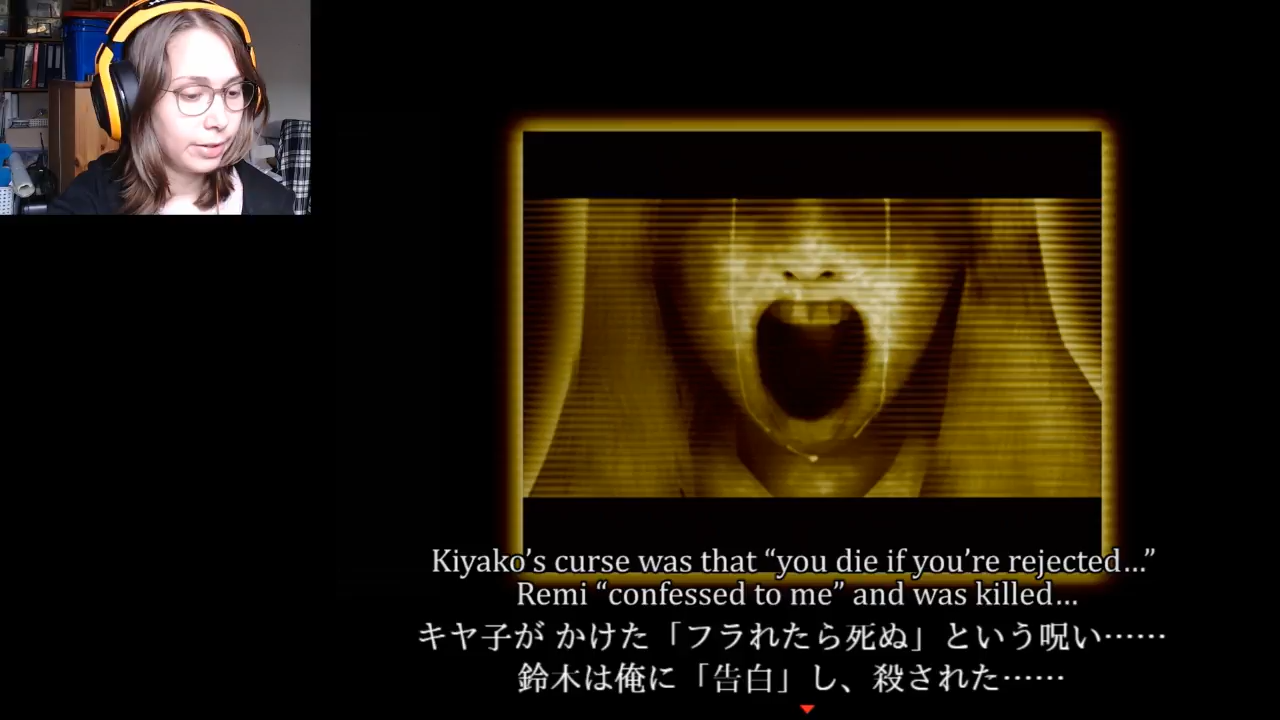 Kiyako's curse was that “you die if you're rejected...”
Remi “confessed to me” and was killed...
キヤ子が かけた「フラれたら死ぬ」という呪い……
鈴木は俺に「告白」し、殺された……